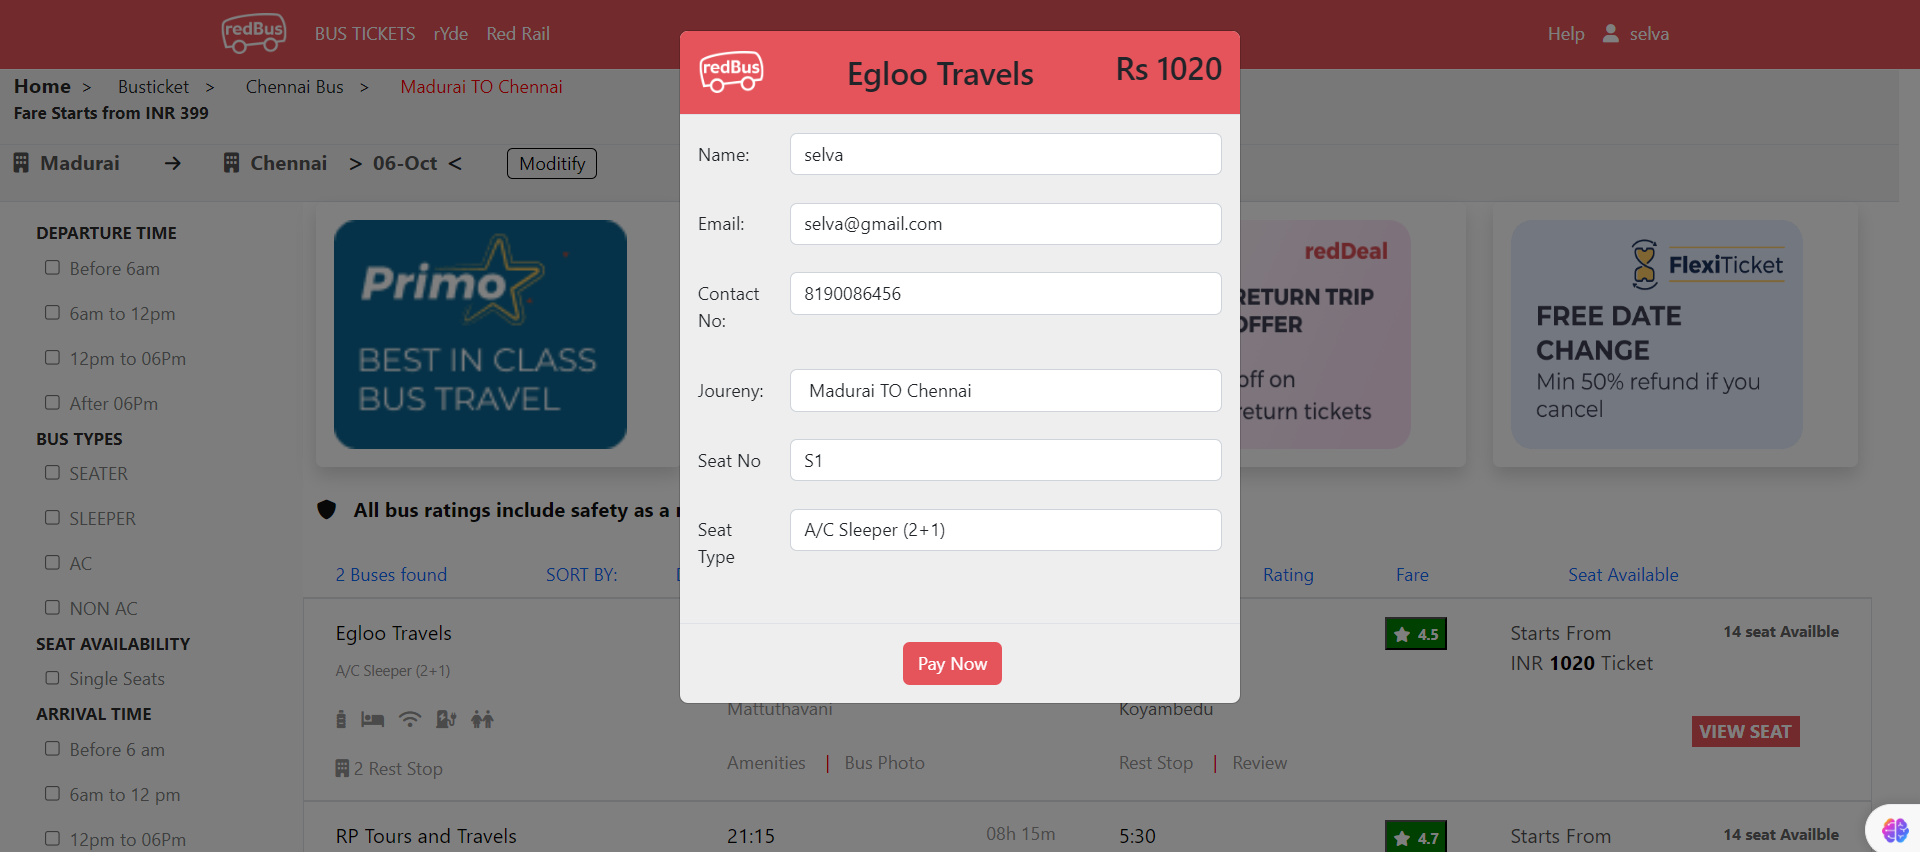 redBus
BUS TICKETS rYde Red Rail
Help selva
Home > Busticket > Chennai Bus > Madurai TO Chennai
Fare Starts from INR 399
Madurai → Chennai > 06-Oct < Moditify
redBus Egloo Travels Rs 1020
Name: selva
Email: selva@gmail.com
Contact No: 8190086456
Joureny: Madurai TO Chennai
Seat No S1
Seat Type A/C Sleeper (2+1)
Pay Now
DEPARTURE TIME
Before 6am
6am to 12pm
12pm to 06Pm
After 06Pm
BUS TYPES
SEATER
SLEEPER
AC
NON AC
SEAT AVAILABILITY
Single Seats
ARRIVAL TIME
Before 6 am
6am to 12 pm
12pm to 06Pm
Primo
BEST IN CLASS
BUS TRAVEL
redDeal
RETURN TRIP
OFFER
off on
return tickets
FlexiTicket
FREE DATE
CHANGE
Min 50% refund if you
cancel
All bus ratings include safety as a
2 Buses found SORT BY: Rating Fare Seat Available
Egloo Travels
A/C Sleeper (2+1)
2 Rest Stop
Mattuthavani
Koyambedu
Amenities | Bus Photo
Rest Stop | Review
4.5
Starts From
INR 1020 Ticket
14 seat Availble
VIEW SEAT
RP Tours and Travels 21:15 08h 15m 5:30 4.7 Starts From 14 seat Availble